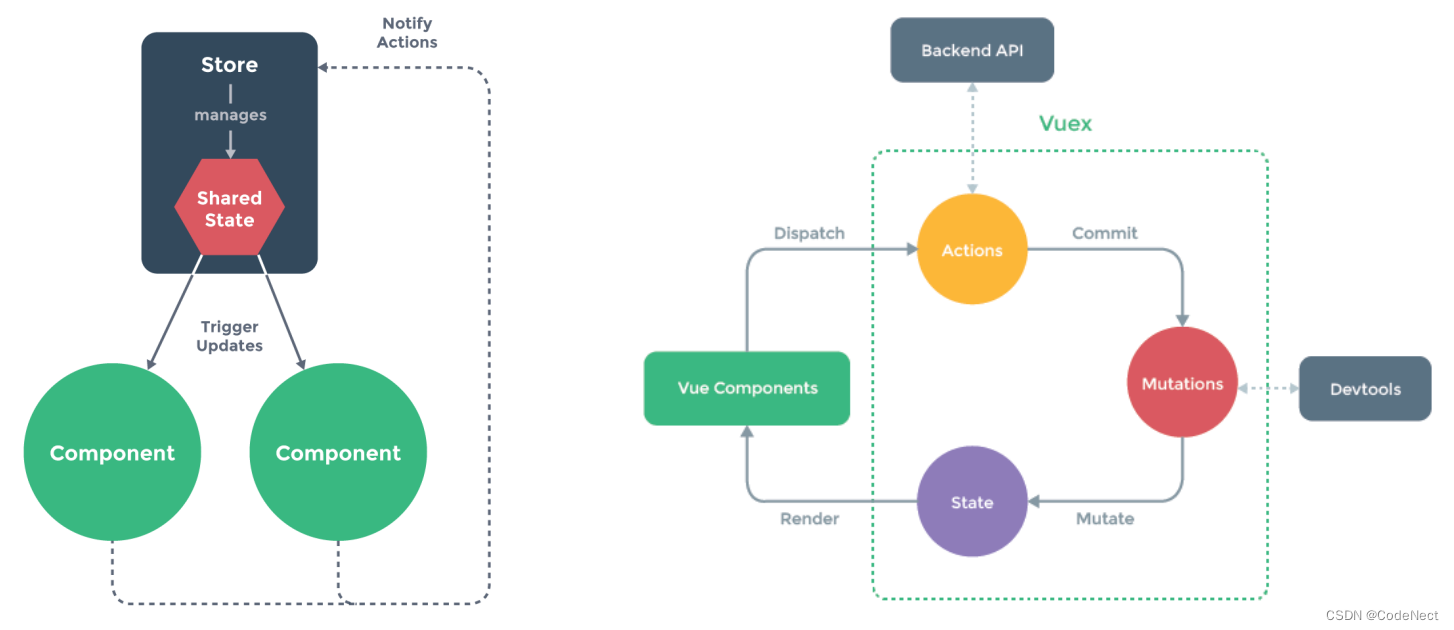 Notify
Actions
Store
manages
Shared
State
Trigger
Updates
Component
Component
Backend API
Vuex
Dispatch
Actions
Commit
Vue Components
Mutations
Devtools
State
Render
Mutate
CSDN @CodeNect